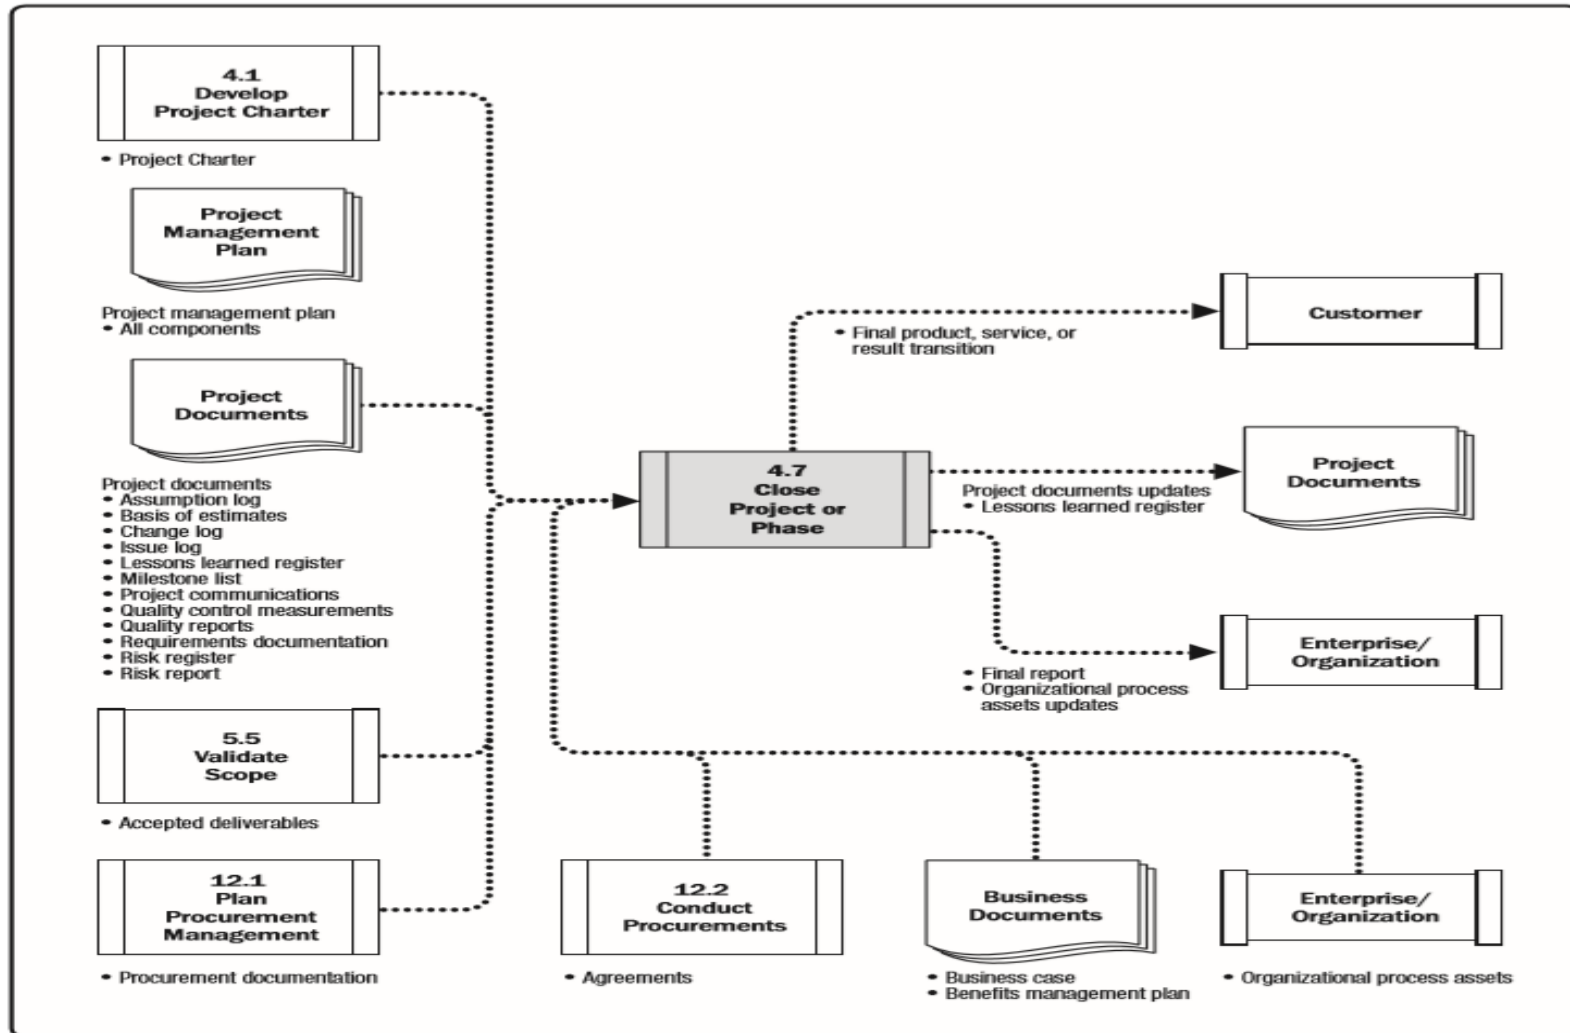 4.1
Develop
Project Charter
• Project Charter
Project
Management
Plan
Project management plan
• All components
Project
Documents
Project documents
• Assumption log
• Basis of estimates
• Change log
• Issue log
• Lessons learned register
• Milestone list
• Project communications
• Quality control measurements
• Quality reports
• Requirements documentation
• Risk register
• Risk report
5.5
Validate
Scope
• Accepted deliverables
12.1
Plan
Procurement
Management
• Procurement documentation
4.7
Close
Project or
Phase
• Final product, service, or
result transition
Customer
Project documents updates
• Lessons learned register
Project
Documents
• Final report
• Organizational process
assets updates
Enterprise/
Organization
12.2
Conduct
Procurements
• Agreements
Business
Documents
• Business case
• Benefits management plan
Enterprise/
Organization
• Organizational process assets